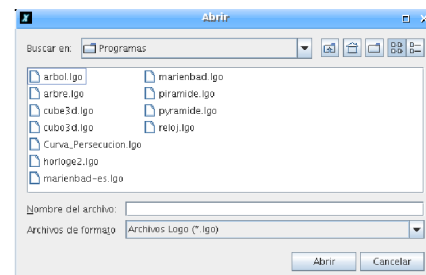 Abrir
Buscar en: Programas
arbol.lgo
arbre.lgo
cube3d.lgo
cubo3d.lgo
Curva_Persecucion.lgo
horloge2.lgo
marienbad-es.lgo
marienbad.lgo
piramide.lgo
pyramide.lgo
reloj.lgo
Nombre del archivo:
Archivos de formato Archivos Logo (*.lgo)
Abrir Cancelar